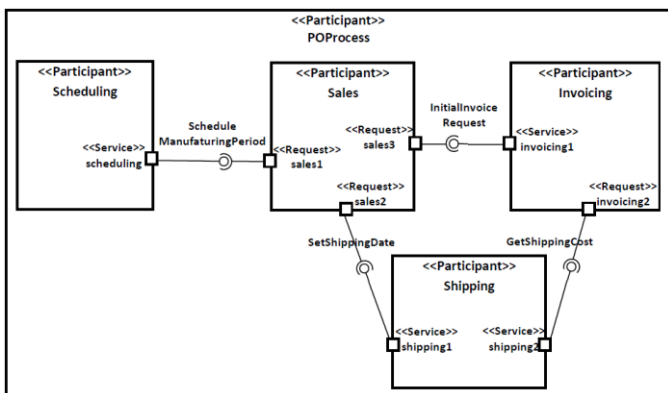 <<Participant>>
POProcess
<<Participant>>
Scheduling
<<Service>>
scheduling
Schedule
ManufaturingPeriod
<<Participant>>
Sales
<<Request>>
sales1
<<Request>>
sales3
<<Request>>
sales2
InitialInvoice
Request
<<Participant>>
Invoicing
<<Service>>
invoicing1
<<Request>>
invoicing2
SetShippingDate
GetShippingCost
<<Participant>>
Shipping
<<Service>>
shipping1
<<Service>>
shipping2